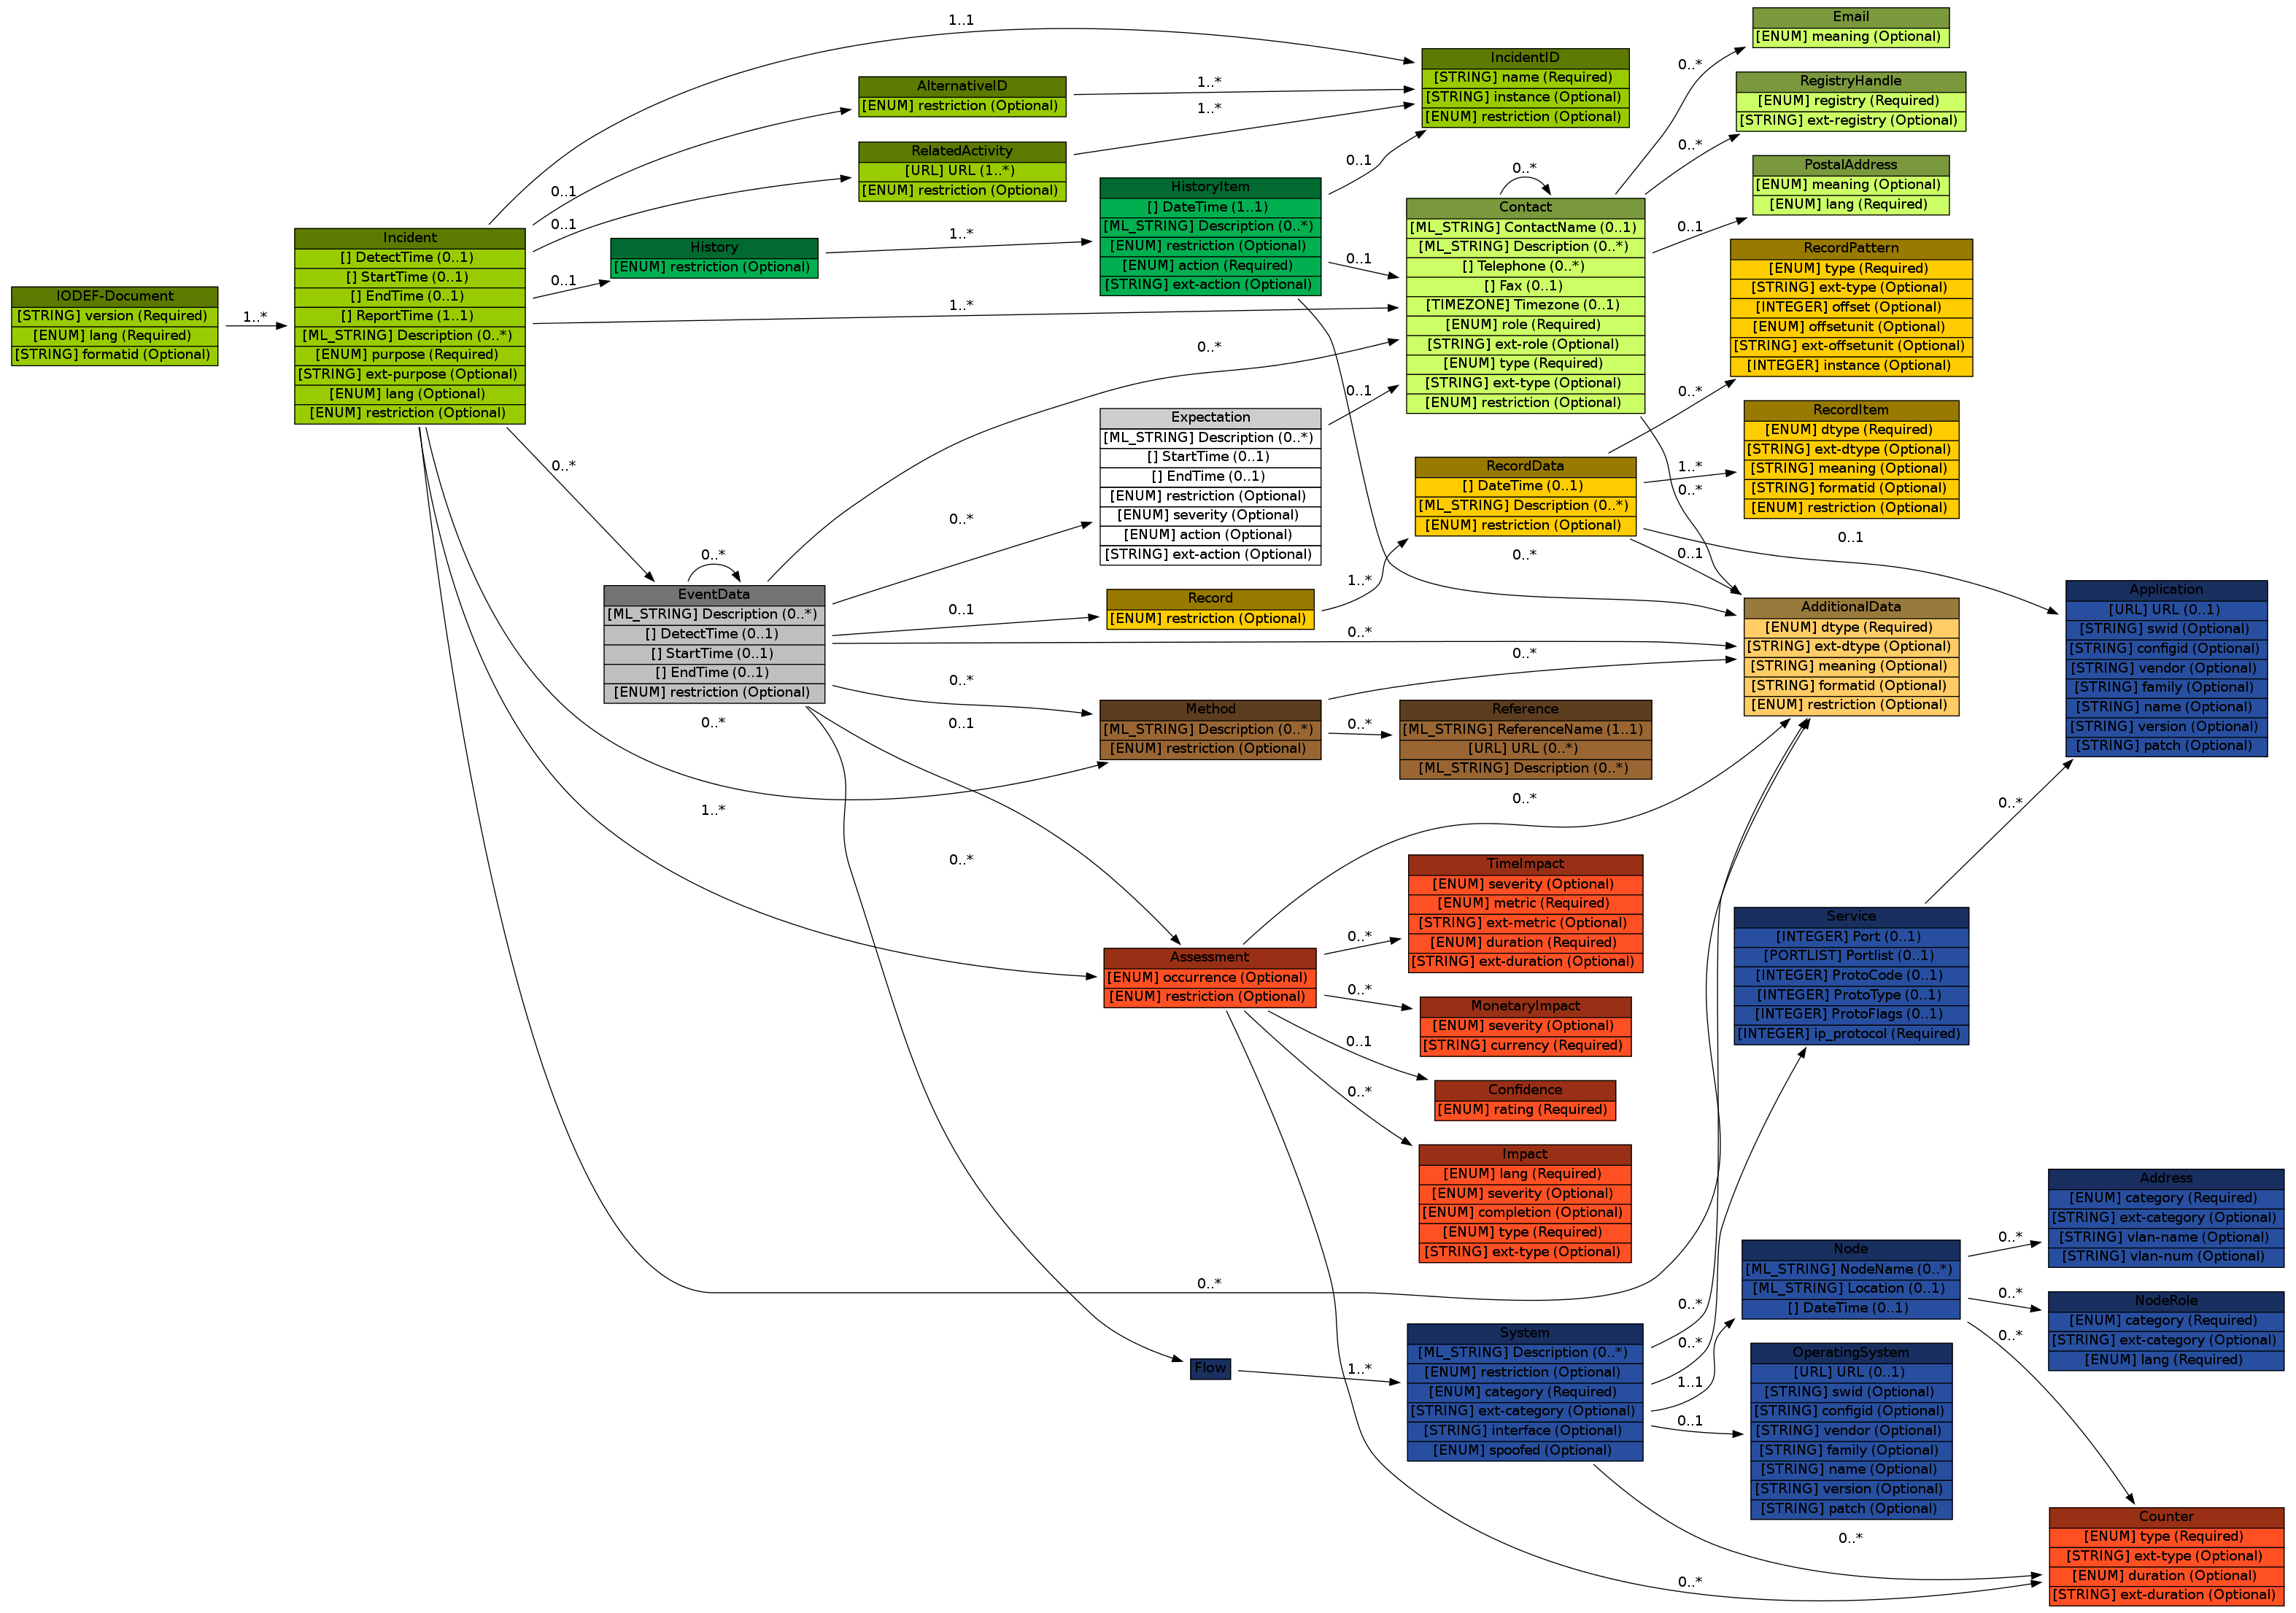 IODEF-Document
[STRING] version (Required)
[ENUM] lang (Required)
[STRING] formatid (Optional)
1..*
Incident
[] DetectTime (0..1)
[] StartTime (0..1)
[] EndTime (0..1)
[] ReportTime (1..1)
[ML_STRING] Description (0..*)
[ENUM] purpose (Required)
[STRING] ext-purpose (Optional)
[ENUM] lang (Optional)
[ENUM] restriction (Optional)
1..1
0..1
0..1
0..1
1..*
0..*
0..*
1..*
0..*
AlternativeID
[ENUM] restriction (Optional)
1..*
RelatedActivity
[URL] URL (1..*)
[ENUM] restriction (Optional)
1..*
History
[ENUM] restriction (Optional)
1..*
EventData
[ML_STRING] Description (0..*)
[] DetectTime (0..1)
[] StartTime (0..1)
[] EndTime (0..1)
[ENUM] restriction (Optional)
0..*
0..*
0..*
0..1
0..*
0..*
0..1
0..*
HistoryItem
[] DateTime (1..1)
[ML_STRING] Description (0..*)
[ENUM] restriction (Optional)
[ENUM] action (Required)
[STRING] ext-action (Optional)
0..1
0..1
0..*
Expectation
[ML_STRING] Description (0..*)
[] StartTime (0..1)
[] EndTime (0..1)
[ENUM] restriction (Optional)
[ENUM] severity (Optional)
[ENUM] action (Optional)
[STRING] ext-action (Optional)
0..1
Record
[ENUM] restriction (Optional)
1..*
Method
[ML_STRING] Description (0..*)
[ENUM] restriction (Optional)
0..*
0..*
Assessment
[ENUM] occurrence (Optional)
[ENUM] restriction (Optional)
0..*
0..*
0..*
0..1
0..*
0..*
Flow
1..*
IncidentID
[STRING] name (Required)
[STRING] instance (Optional)
[ENUM] restriction (Optional)
Contact
[ML_STRING] ContactName (0..1)
[ML_STRING] Description (0..*)
[] Telephone (0..*)
[] Fax (0..1)
[TIMEZONE] Timezone (0..1)
[ENUM] role (Required)
[STRING] ext-role (Optional)
[ENUM] type (Required)
[STRING] ext-type (Optional)
[ENUM] restriction (Optional)
0..*
0..*
0..*
0..1
0..*
RecordData
[] DateTime (0..1)
[ML_STRING] Description (0..*)
[ENUM] restriction (Optional)
0..*
1..*
0..1
0..1
Reference
[ML_STRING] ReferenceName (1..1)
[URL] URL (0..*)
[ML_STRING] Description (0..*)
TimeImpact
[ENUM] severity (Optional)
[ENUM] metric (Required)
[STRING] ext-metric (Optional)
[ENUM] duration (Required)
[STRING] ext-duration (Optional)
MonetaryImpact
[ENUM] severity (Optional)
[STRING] currency (Required)
Confidence
[ENUM] rating (Required)
Impact
[ENUM] lang (Required)
[ENUM] severity (Optional)
[ENUM] completion (Optional)
[ENUM] type (Required)
[STRING] ext-type (Optional)
System
[ML_STRING] Description (0..*)
[ENUM] restriction (Optional)
[ENUM] category (Required)
[STRING] ext-category (Optional)
[STRING] interface (Optional)
[ENUM] spoofed (Optional)
0..*
0..*
1..1
0..1
0..*
Email
[ENUM] meaning (Optional)
RegistryHandle
[ENUM] registry (Required)
[STRING] ext-registry (Optional)
PostalAddress
[ENUM] meaning (Optional)
[ENUM] lang (Required)
RecordPattern
[ENUM] type (Required)
[STRING] ext-type (Optional)
[INTEGER] offset (Optional)
[ENUM] offsetunit (Optional)
[STRING] ext-offsetunit (Optional)
[INTEGER] instance (Optional)
RecordItem
[ENUM] dtype (Required)
[STRING] ext-dtype (Optional)
[STRING] meaning (Optional)
[STRING] formatid (Optional)
[ENUM] restriction (Optional)
AdditionalData
[ENUM] dtype (Required)
[STRING] ext-dtype (Optional)
[STRING] meaning (Optional)
[STRING] formatid (Optional)
[ENUM] restriction (Optional)
Service
[INTEGER] Port (0..1)
[PORTLIST] Portlist (0..1)
[INTEGER] ProtoCode (0..1)
[INTEGER] ProtoType (0..1)
[INTEGER] ProtoFlags (0..1)
[INTEGER] ip_protocol (Required)
0..*
Node
[ML_STRING] NodeName (0..*)
[ML_STRING] Location (0..1)
[] DateTime (0..1)
0..*
0..*
0..*
OperatingSystem
[URL] URL (0..1)
[STRING] swid (Optional)
[STRING] configid (Optional)
[STRING] vendor (Optional)
[STRING] family (Optional)
[STRING] name (Optional)
[STRING] version (Optional)
[STRING] patch (Optional)
Application
[URL] URL (0..1)
[STRING] swid (Optional)
[STRING] configid (Optional)
[STRING] vendor (Optional)
[STRING] family (Optional)
[STRING] name (Optional)
[STRING] version (Optional)
[STRING] patch (Optional)
Address
[ENUM] category (Required)
[STRING] ext-category (Optional)
[STRING] vlan-name (Optional)
[STRING] vlan-num (Optional)
NodeRole
[ENUM] category (Required)
[STRING] ext-category (Optional)
[ENUM] lang (Required)
Counter
[ENUM] type (Required)
[STRING] ext-type (Optional)
[ENUM] duration (Optional)
[STRING] ext-duration (Optional)